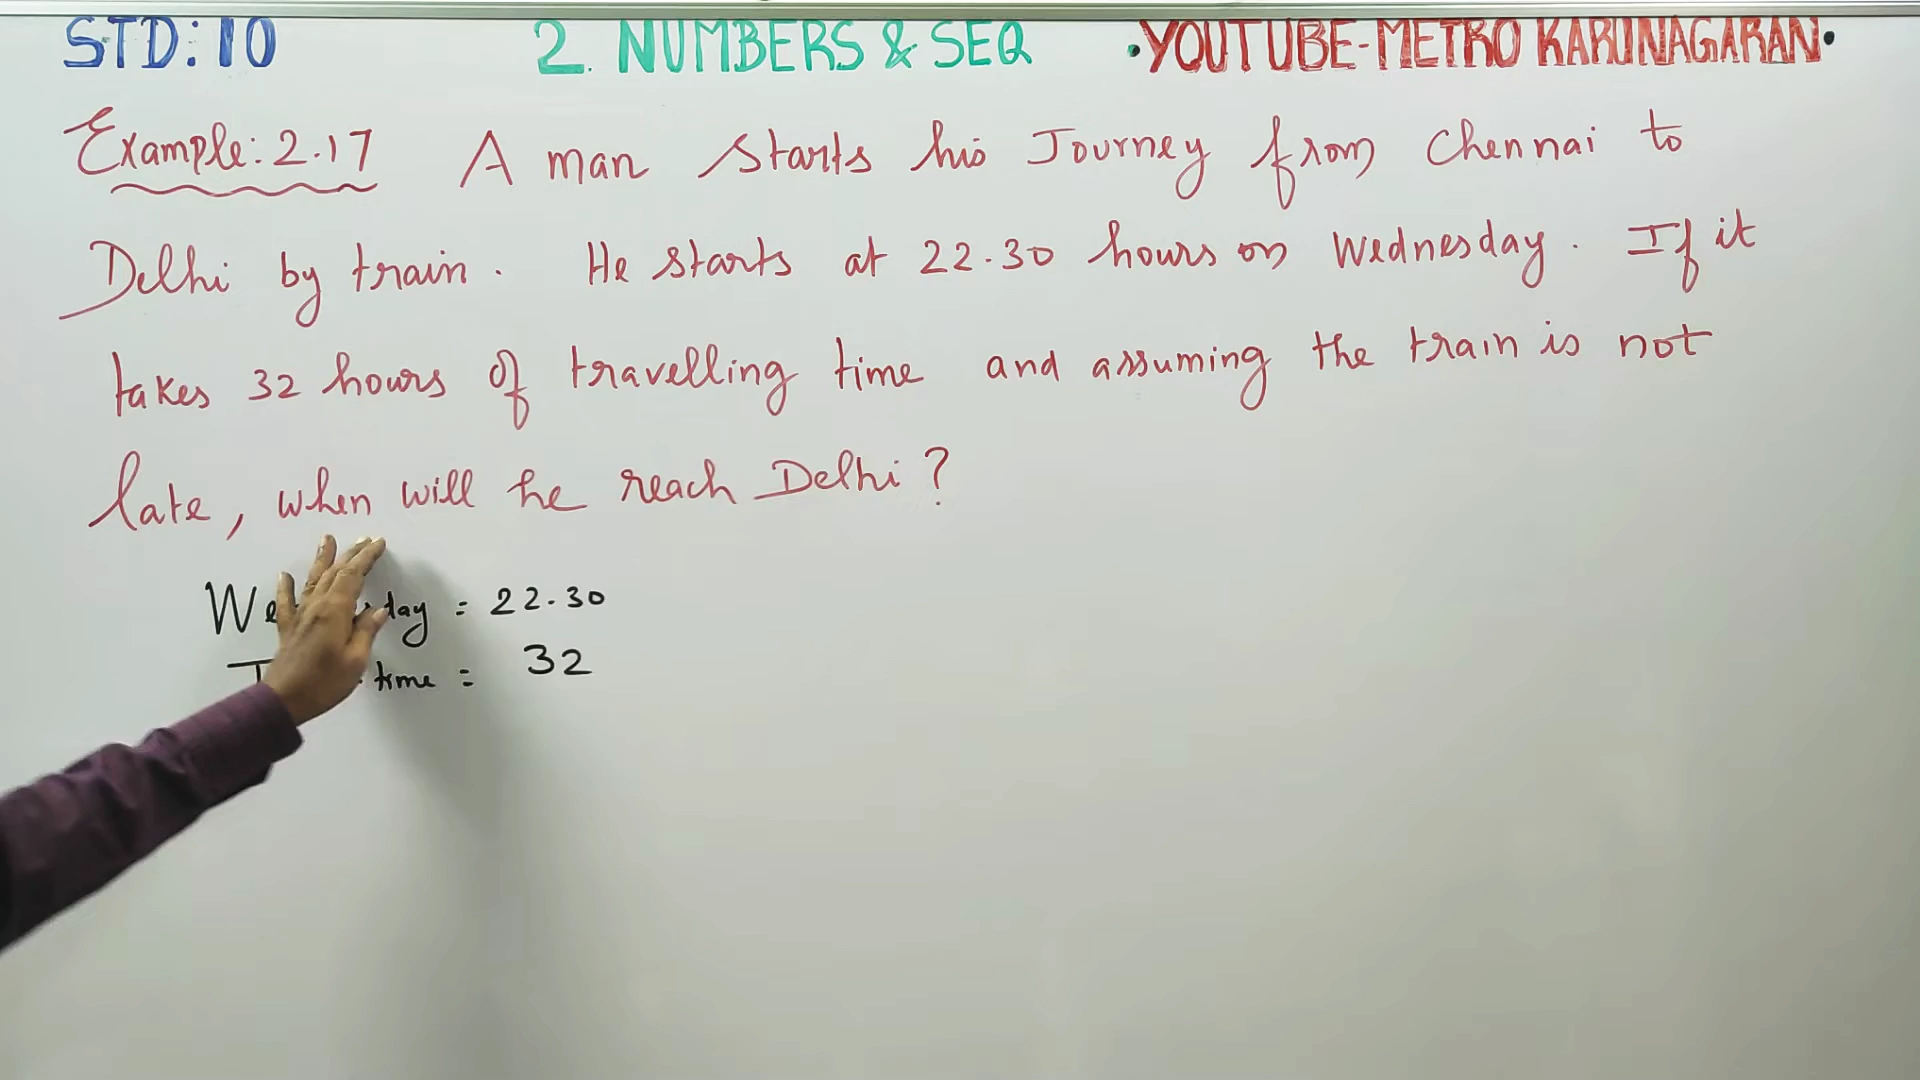 STD:10 2. NUMBERS & SEQ •YOUTUBE-METRO KARUNAGARAN•
Example: 2.17 A man starts his Journey from Chennai to
Delhi by train. He starts at 22.30 hours on Wednesday. If it
takes 32 hours of travelling time and assuming the train is not
late, when will he reach Delhi?
= 22.30
time = 32